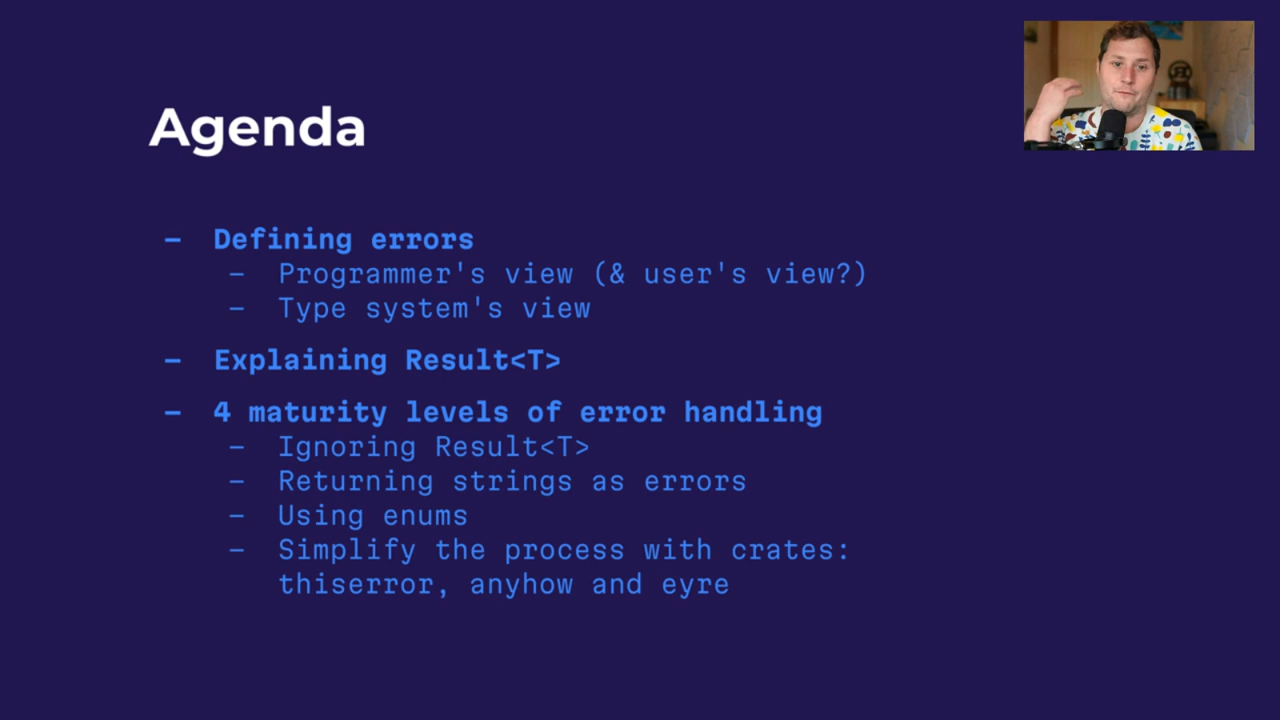 Agenda
– Defining errors
– Programmer's view (& user's view?)
– Type system's view
– Explaining Result<T>
– 4 maturity levels of error handling
– Ignoring Result<T>
– Returning strings as errors
– Using enums
– Simplify the process with crates:
thiserror, anyhow and eyre